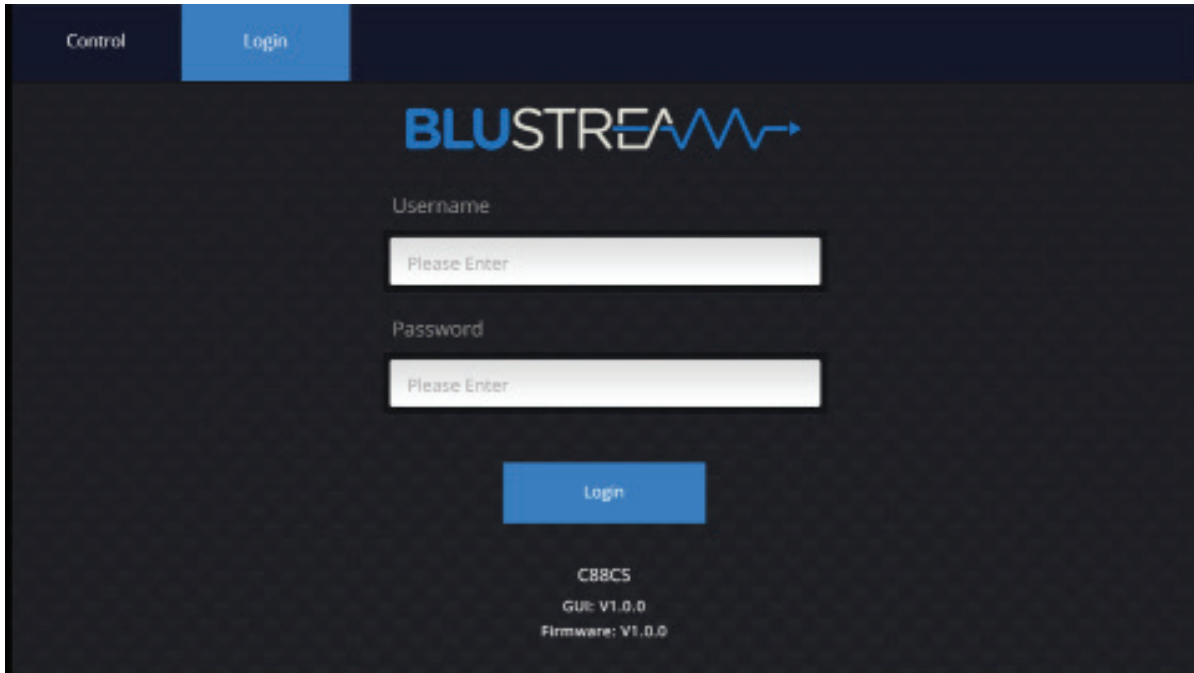 Control
Login
BLUSTREAM
Username
Please Enter
Password
Please Enter
Login
C88CS
GUI: V1.0.0
Firmware: V1.0.0